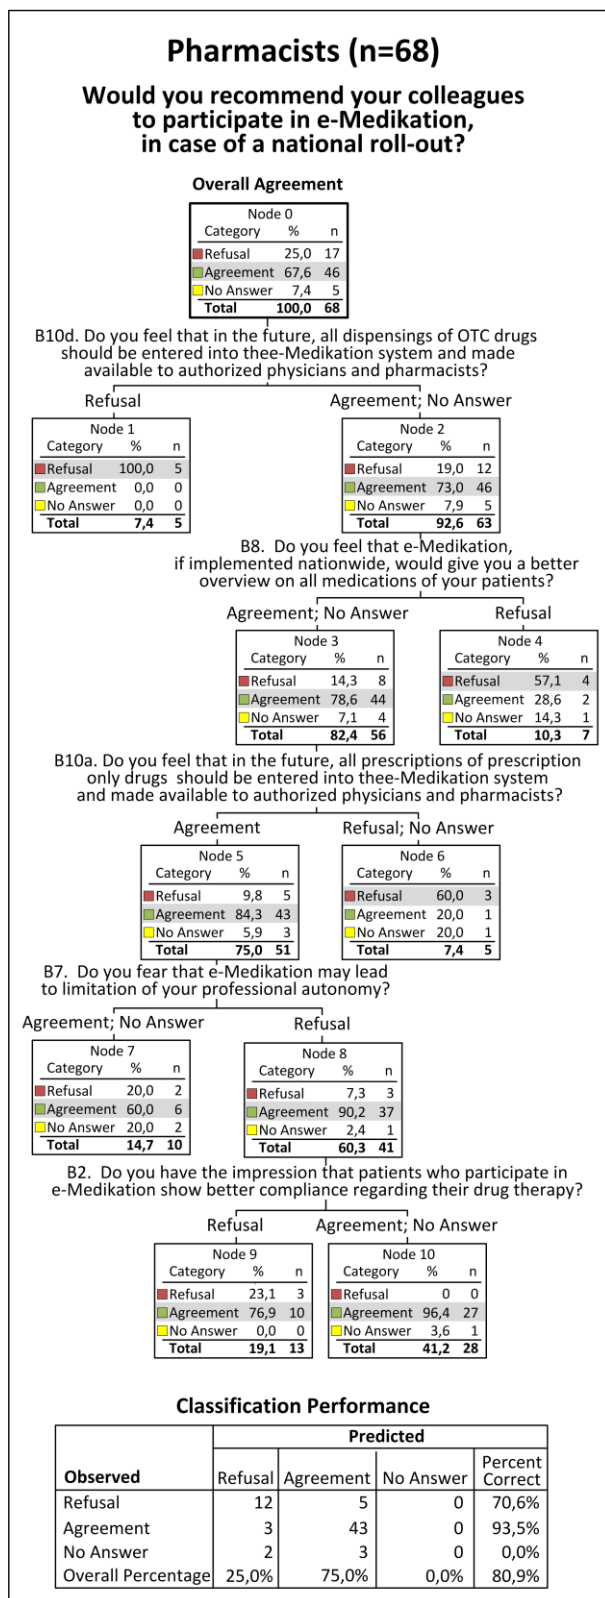 Pharmacists (n=68)
Would you recommend your colleagues
to participate in e-Medikation,
in case of a national roll-out?
Overall Agreement
Node 0
Category % n
Refusal 25,0 17
Agreement 67,6 46
No Answer 7,4 5
Total 100,0 68
B10d. Do you feel that in the future, all dispensings of OTC drugs
should be entered into thee-Medikation system and made
available to authorized physicians and pharmacists?
Refusal
Node 1
Category % n
Refusal 100,0 5
Agreement 0,0 0
No Answer 0,0 0
Total 7,4 5
Agreement; No Answer
Node 2
Category % n
Refusal 19,0 12
Agreement 73,0 46
No Answer 7,9 5
Total 92,6 63
B8. Do you feel that e-Medikation,
if implemented nationwide, would give you a better
overview on all medications of your patients?
Agreement; No Answer
Node 3
Category % n
Refusal 14,3 8
Agreement 78,6 44
No Answer 7,1 4
Total 82,4 56
Refusal
Node 4
Category % n
Refusal 57,1 4
Agreement 28,6 2
No Answer 14,3 1
Total 10,3 7
B10a. Do you feel that in the future, all prescriptions of prescription
only drugs should be entered into thee-Medikation system
and made available to authorized physicians and pharmacists?
Agreement
Node 5
Category % n
Refusal 9,8 5
Agreement 84,3 43
No Answer 5,9 3
Total 75,0 51
Refusal; No Answer
Node 6
Category % n
Refusal 60,0 3
Agreement 20,0 1
No Answer 20,0 1
Total 7,4 5
B7. Do you fear that e-Medikation may lead
to limitation of your professional autonomy?
Agreement; No Answer
Node 7
Category % n
Refusal 20,0 2
Agreement 60,0 6
No Answer 20,0 2
Total 14,7 10
Refusal
Node 8
Category % n
Refusal 7,3 3
Agreement 90,2 37
No Answer 2,4 1
Total 60,3 41
B2. Do you have the impression that patients who participate in
e-Medikation show better compliance regarding their drug therapy?
Refusal
Node 9
Category % n
Refusal 23,1 3
Agreement 76,9 10
No Answer 0,0 0
Total 19,1 13
Agreement; No Answer
Node 10
Category % n
Refusal 0 0
Agreement 96,4 27
No Answer 3,6 1
Total 41,2 28
Classification Performance
Predicted
Observed Refusal Agreement No Answer Percent Correct
Refusal 12 5 0 70,6%
Agreement 3 43 0 93,5%
No Answer 2 3 0 0,0%
Overall Percentage 25,0% 75,0% 0,0% 80,9%